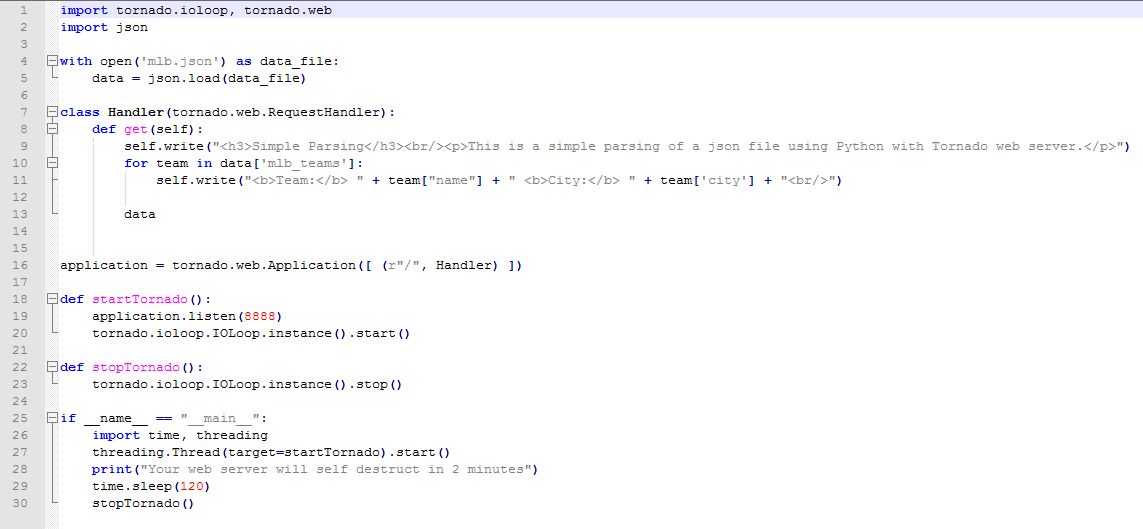 1 import tornado.ioloop, tornado.web
2 import json
3
4 with open('mlb.json') as data_file:
5     data = json.load(data_file)
6
7 class Handler(tornado.web.RequestHandler):
8     def get(self):
9         self.write("<h3>Simple Parsing</h3><br/><p>This is a simple parsing of a json file using Python with Tornado web server.</p>")
10         for team in data['mlb_teams']:
11             self.write("<b>Team:</b> " + team["name"] + " <b>City:</b> " + team['city'] + "<br/>")
12
13         data
14
15
16 application = tornado.web.Application([ (r"/", Handler) ])
17
18 def startTornado():
19     application.listen(8888)
20     tornado.ioloop.IOLoop.instance().start()
21
22 def stopTornado():
23     tornado.ioloop.IOLoop.instance().stop()
24
25 if __name__ == "__main__":
26     import time, threading
27     threading.Thread(target=startTornado).start()
28     print("Your web server will self destruct in 2 minutes")
29     time.sleep(120)
30     stopTornado()